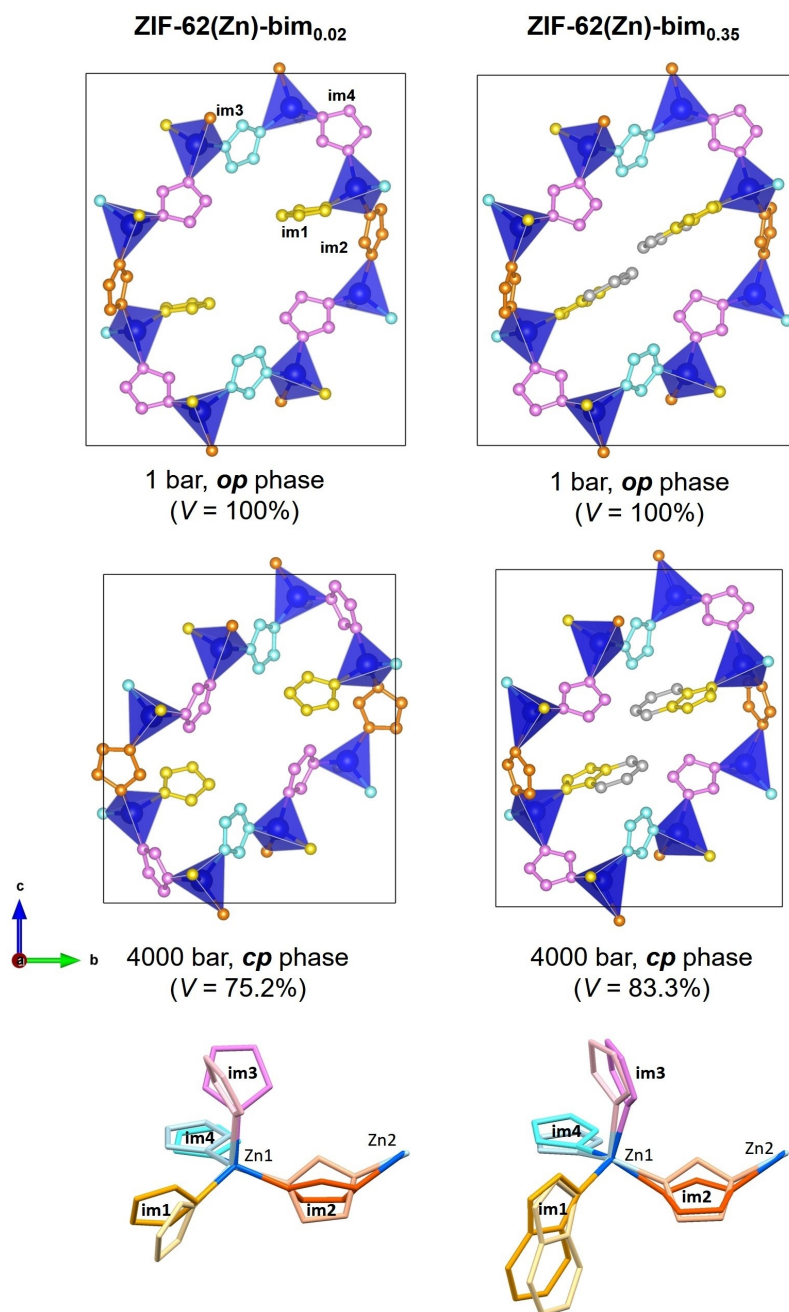 ZIF-62(Zn)-bim0.02
ZIF-62(Zn)-bim0.35
im3
im4
im1
im2
1 bar, op phase
(V = 100%)
1 bar, op phase
(V = 100%)
c
a
b
4000 bar, cp phase
(V = 75.2%)
4000 bar, cp phase
(V = 83.3%)
im3
im4
Zn1
Zn2
im1
im2
im3
im4
Zn1
Zn2
im1
im2